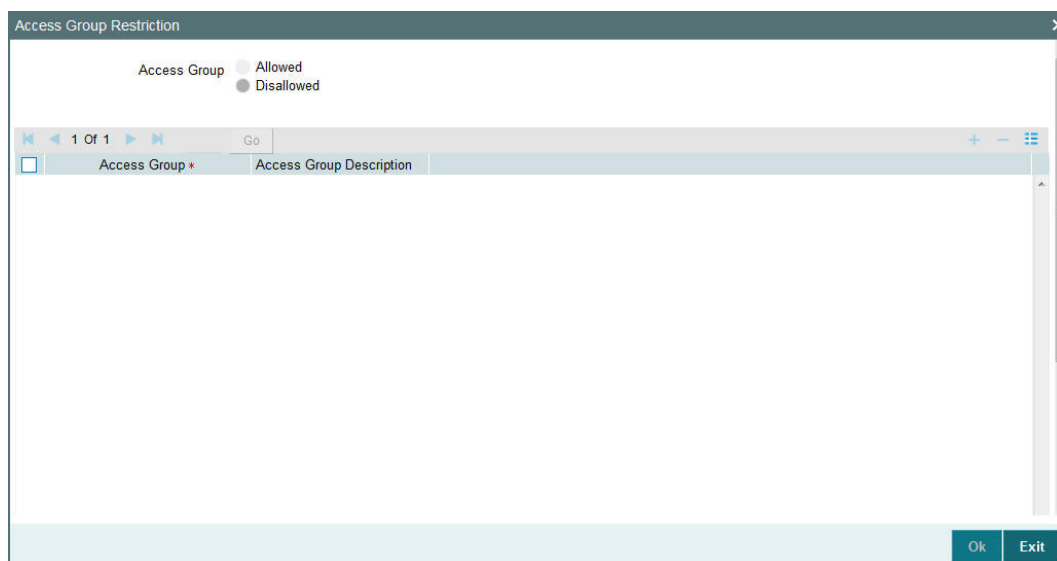 Access Group Restriction
Access Group
Allowed
Disallowed
1 Of 1
Go
Access Group *
Access Group Description
Ok
Exit